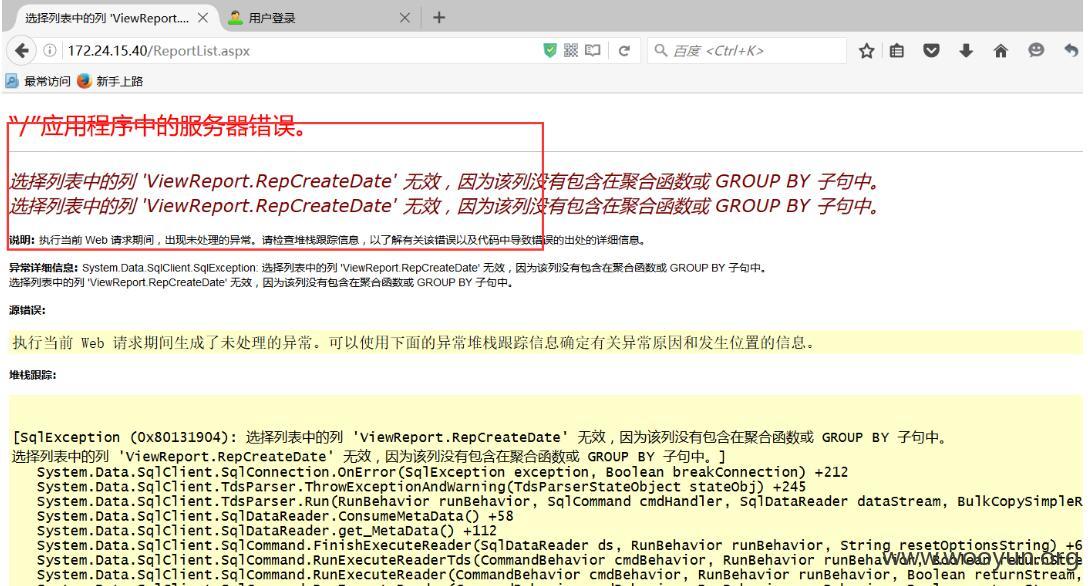 选择列表中的列 'ViewReport.... × 用户登录 × +
172.24.15.40/ReportList.aspx 百度 <Ctrl+K>
最常访问 新手上路
“/”应用程序中的服务器错误。
选择列表中的列 'ViewReport.RepCreateDate' 无效，因为该列没有包含在聚合函数或 GROUP BY 子句中。
选择列表中的列 'ViewReport.RepCreateDate' 无效，因为该列没有包含在聚合函数或 GROUP BY 子句中。
说明: 执行当前 Web 请求期间，出现未处理的异常。请检查堆栈跟踪信息，以了解有关该错误以及代码中导致错误的出处的详细信息。
异常详细信息: System.Data.SqlClient.SqlException: 选择列表中的列 'ViewReport.RepCreateDate' 无效，因为该列没有包含在聚合函数或 GROUP BY 子句中。
选择列表中的列 'ViewReport.RepCreateDate' 无效，因为该列没有包含在聚合函数或 GROUP BY 子句中。
源错误:
执行当前 Web 请求期间生成了未处理的异常。可以使用下面的异常堆栈跟踪信息确定有关异常原因和发生位置的信息。
堆栈跟踪:
[SqlException (0x80131904): 选择列表中的列 'ViewReport.RepCreateDate' 无效，因为该列没有包含在聚合函数或 GROUP BY 子句中。
选择列表中的列 'ViewReport.RepCreateDate' 无效，因为该列没有包含在聚合函数或 GROUP BY 子句中。]
System.Data.SqlClient.SqlConnection.OnError(SqlException exception, Boolean breakConnection) +212
System.Data.SqlClient.TdsParser.ThrowExceptionAndWarning(TdsParserStateObject stateObj) +245
System.Data.SqlClient.TdsParser.Run(RunBehavior runBehavior, SqlCommand cmdHandler, SqlDataReader dataStream, BulkCopySimpleR
System.Data.SqlClient.SqlDataReader.ConsumeMetaData() +58
System.Data.SqlClient.SqlDataReader.get_MetaData() +112
System.Data.SqlClient.SqlCommand.FinishExecuteReader(SqlDataReader ds, RunBehavior runBehavior, String resetOptionsString) +6
System.Data.SqlClient.SqlCommand.RunExecuteReaderTds(CommandBehavior cmdBehavior, RunBehavior runBehavior, Boolean returnStre
www.wooyun.org
System.Data.SqlClient.SqlCommand.RunExecuteReader(CommandBehavior cmdBehavior, RunBehavior runBehavior, Boolean returnStream